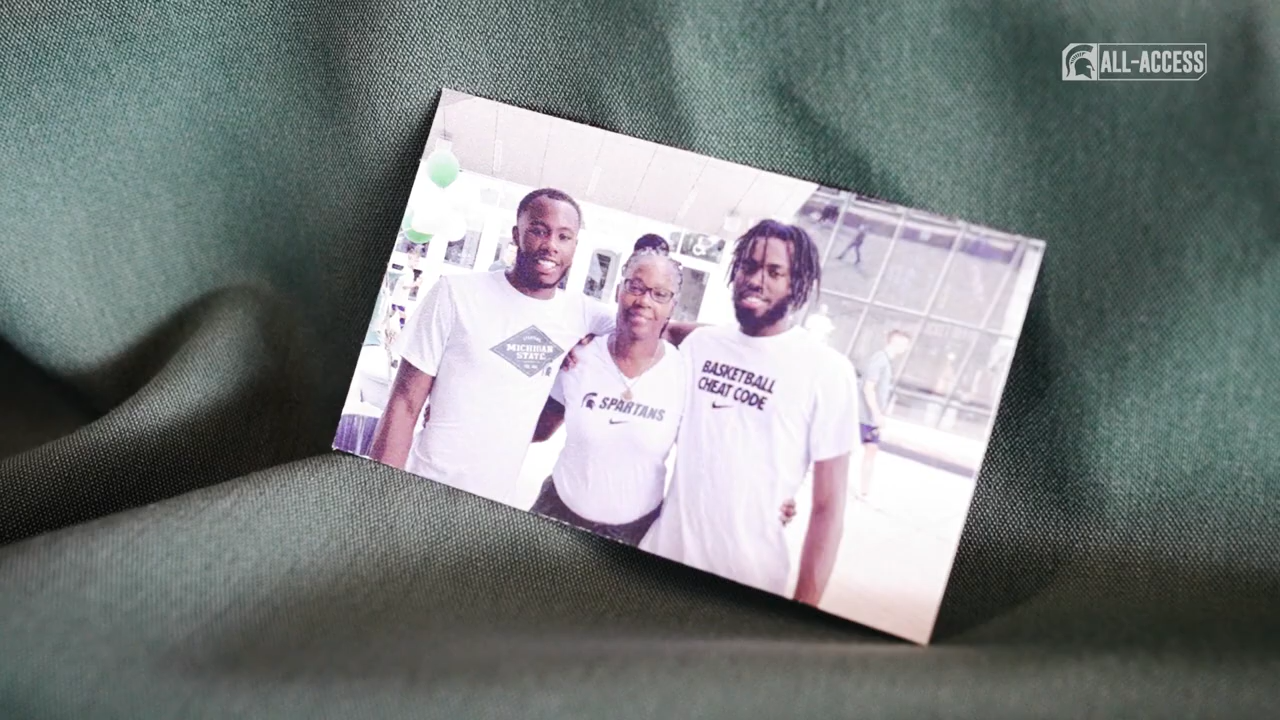 ALL-ACCESS
MICHIGAN
STATE
SPARTANS
BASKETBALL
CHEAT CODE